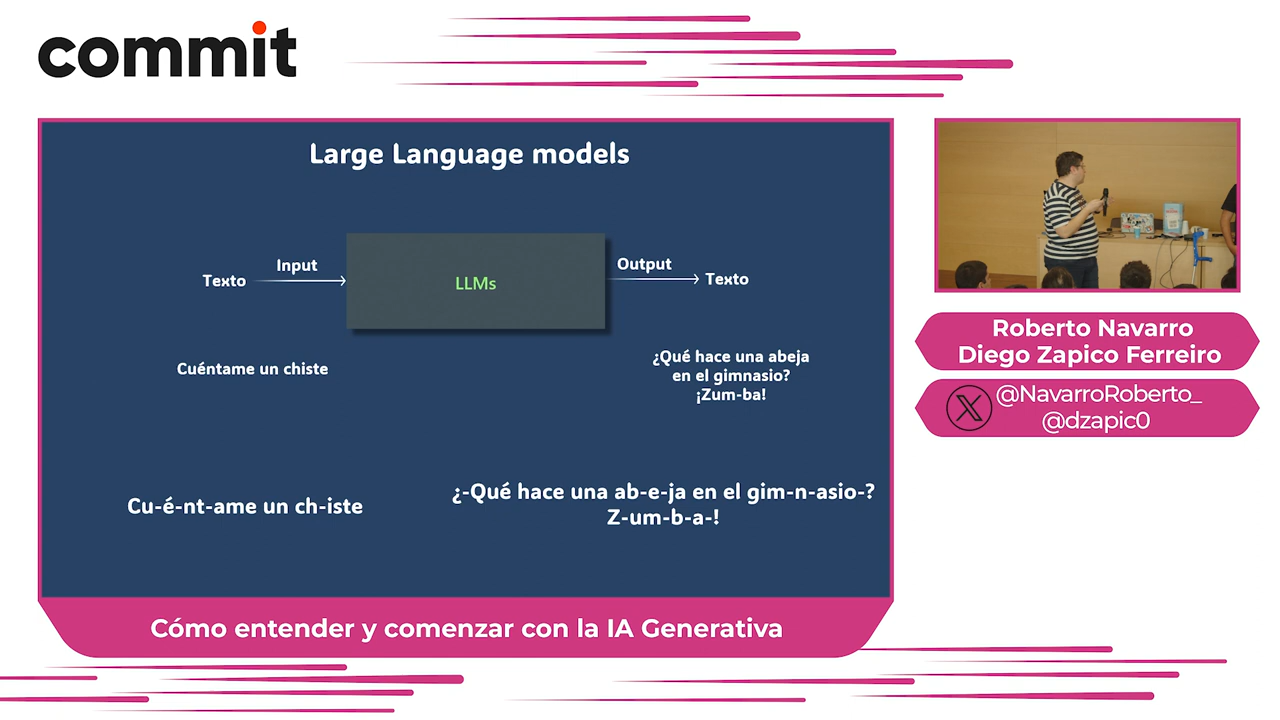 commit
Large Language models
Texto
Input
LLMs
Output
Texto
Cuéntame un chiste
¿Qué hace una abeja
en el gimnasio?
¡Zum-ba!
Cu-é-nt-ame un ch-iste
¿-Qué hace una ab-e-ja en el gim-n-asio-?
Z-um-b-a-!
Cómo entender y comenzar con la IA Generativa
Roberto Navarro
Diego Zapico Ferreiro
@NavarroRoberto_
@dzapic0